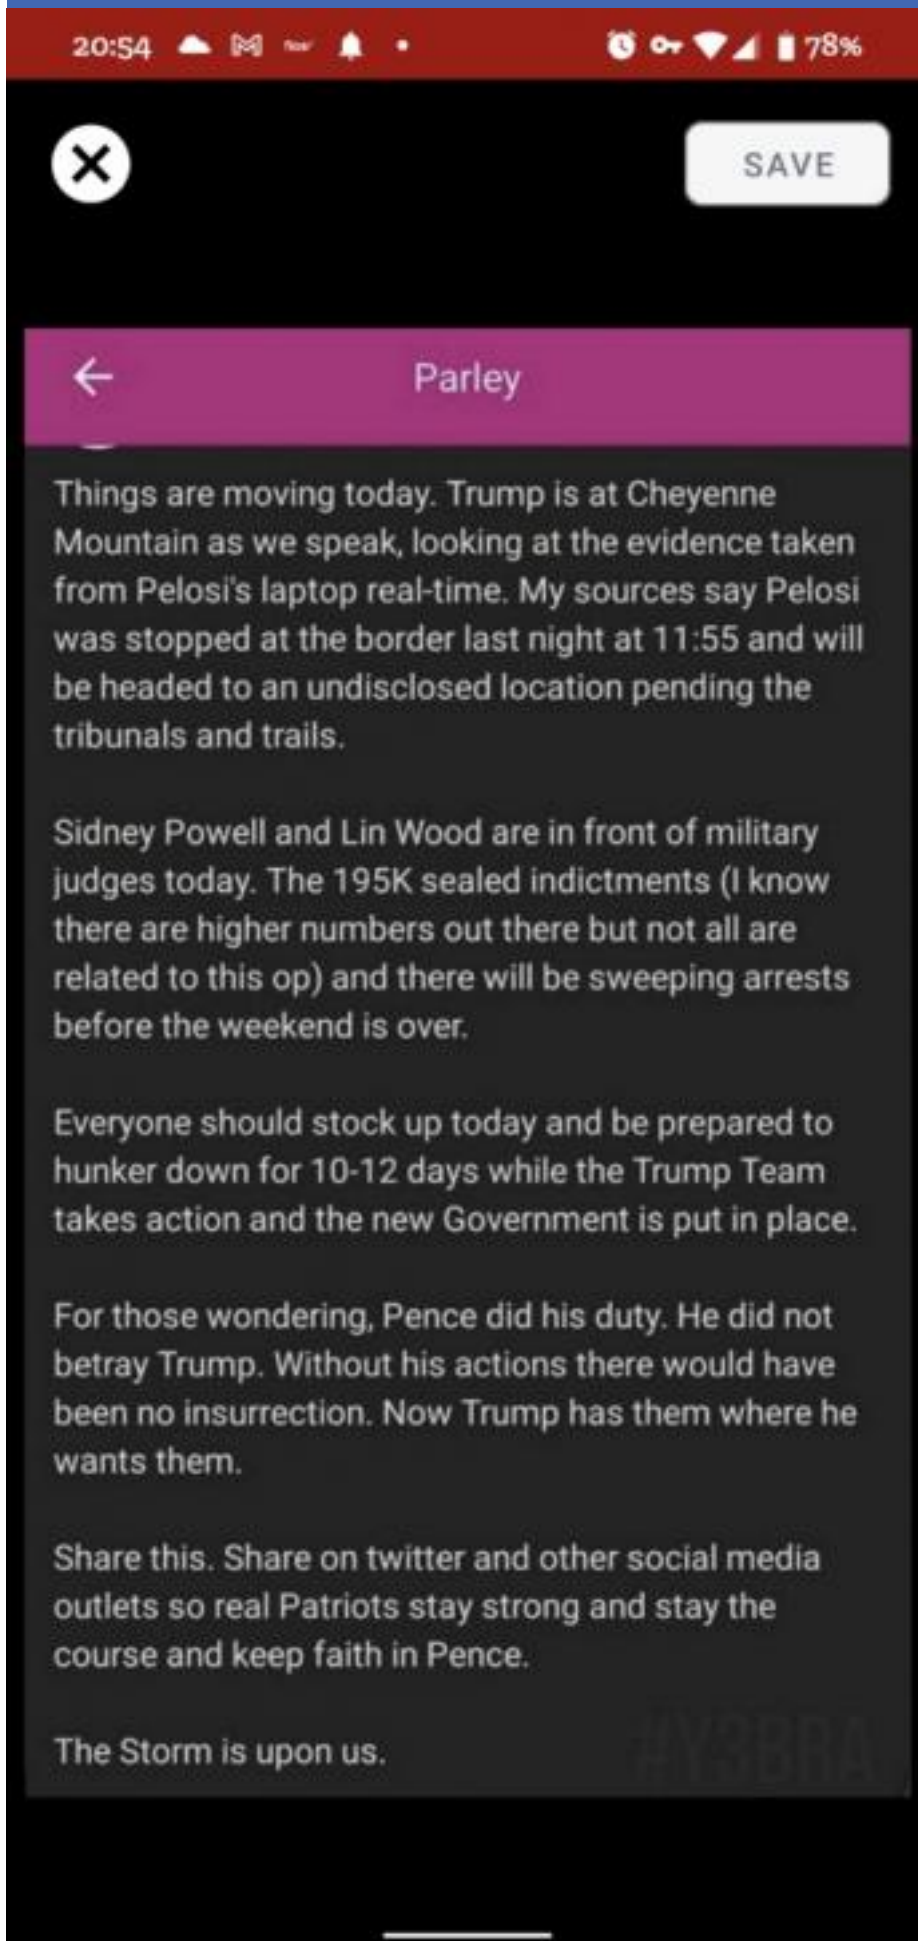 20:54
78%
SAVE
Parley
Things are moving today. Trump is at Cheyenne
Mountain as we speak, looking at the evidence taken
from Pelosi's laptop real-time. My sources say Pelosi
was stopped at the border last night at 11:55 and will
be headed to an undisclosed location pending the
tribunals and trails.
Sidney Powell and Lin Wood are in front of military
judges today. The 195K sealed indictments (I know
there are higher numbers out there but not all are
related to this op) and there will be sweeping arrests
before the weekend is over.
Everyone should stock up today and be prepared to
hunker down for 10-12 days while the Trump Team
takes action and the new Government is put in place.
For those wondering, Pence did his duty. He did not
betray Trump. Without his actions there would have
been no insurrection. Now Trump has them where he
wants them.
Share this. Share on twitter and other social media
outlets so real Patriots stay strong and stay the
course and keep faith in Pence.
The Storm is upon us.
#Y3BRA